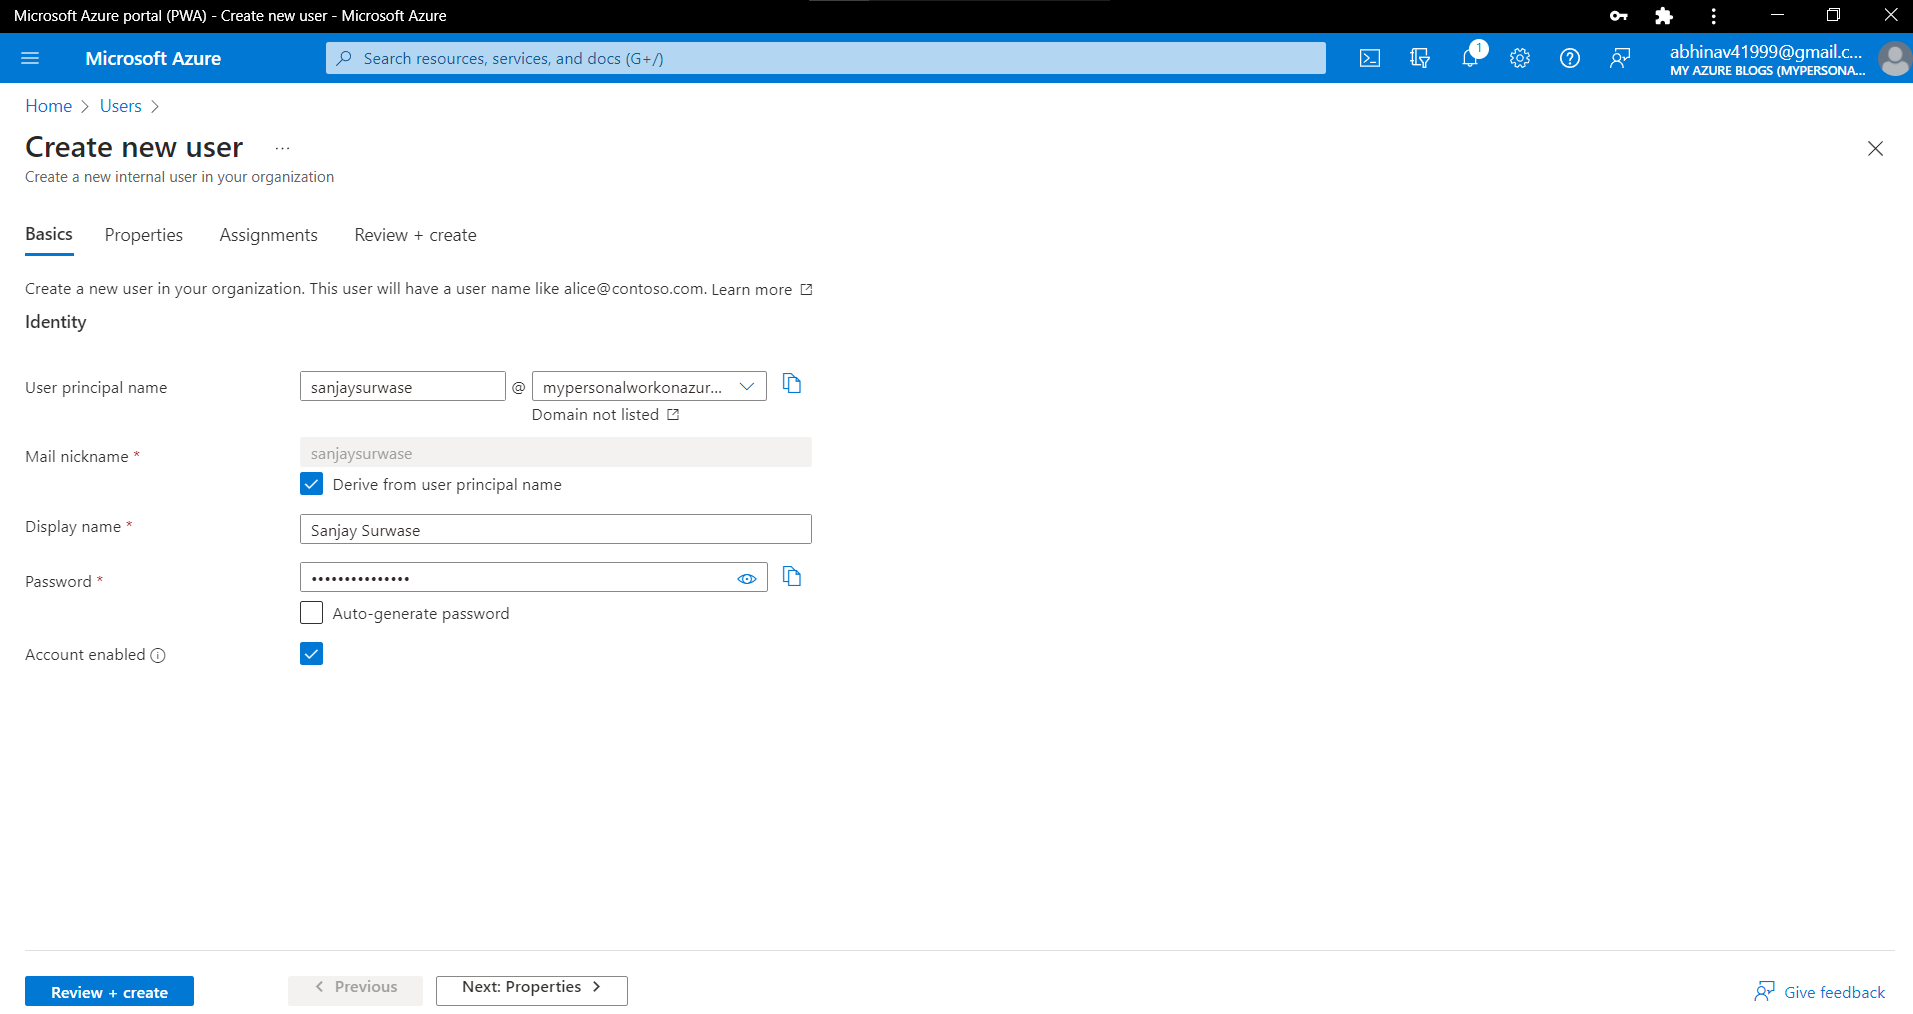 Microsoft Azure portal (PWA) - Create new user - Microsoft Azure
Microsoft Azure
Search resources, services, and docs (G+/)
1
abhinav41999@gmail.c...
MY AZURE BLOGS (MYPERSONA...
Home > Users >
Create new user ...
Create a new internal user in your organization
Basics Properties Assignments Review + create
Create a new user in your organization. This user will have a user name like alice@contoso.com. Learn more
Identity
User principal name sanjaysurwase @ mypersonalworkonazur...
Domain not listed
Mail nickname * sanjaysurwase
Derive from user principal name
Display name * Sanjay Surwase
Password * •••••••••••••••
Auto-generate password
Account enabled
Review + create < Previous Next: Properties > Give feedback